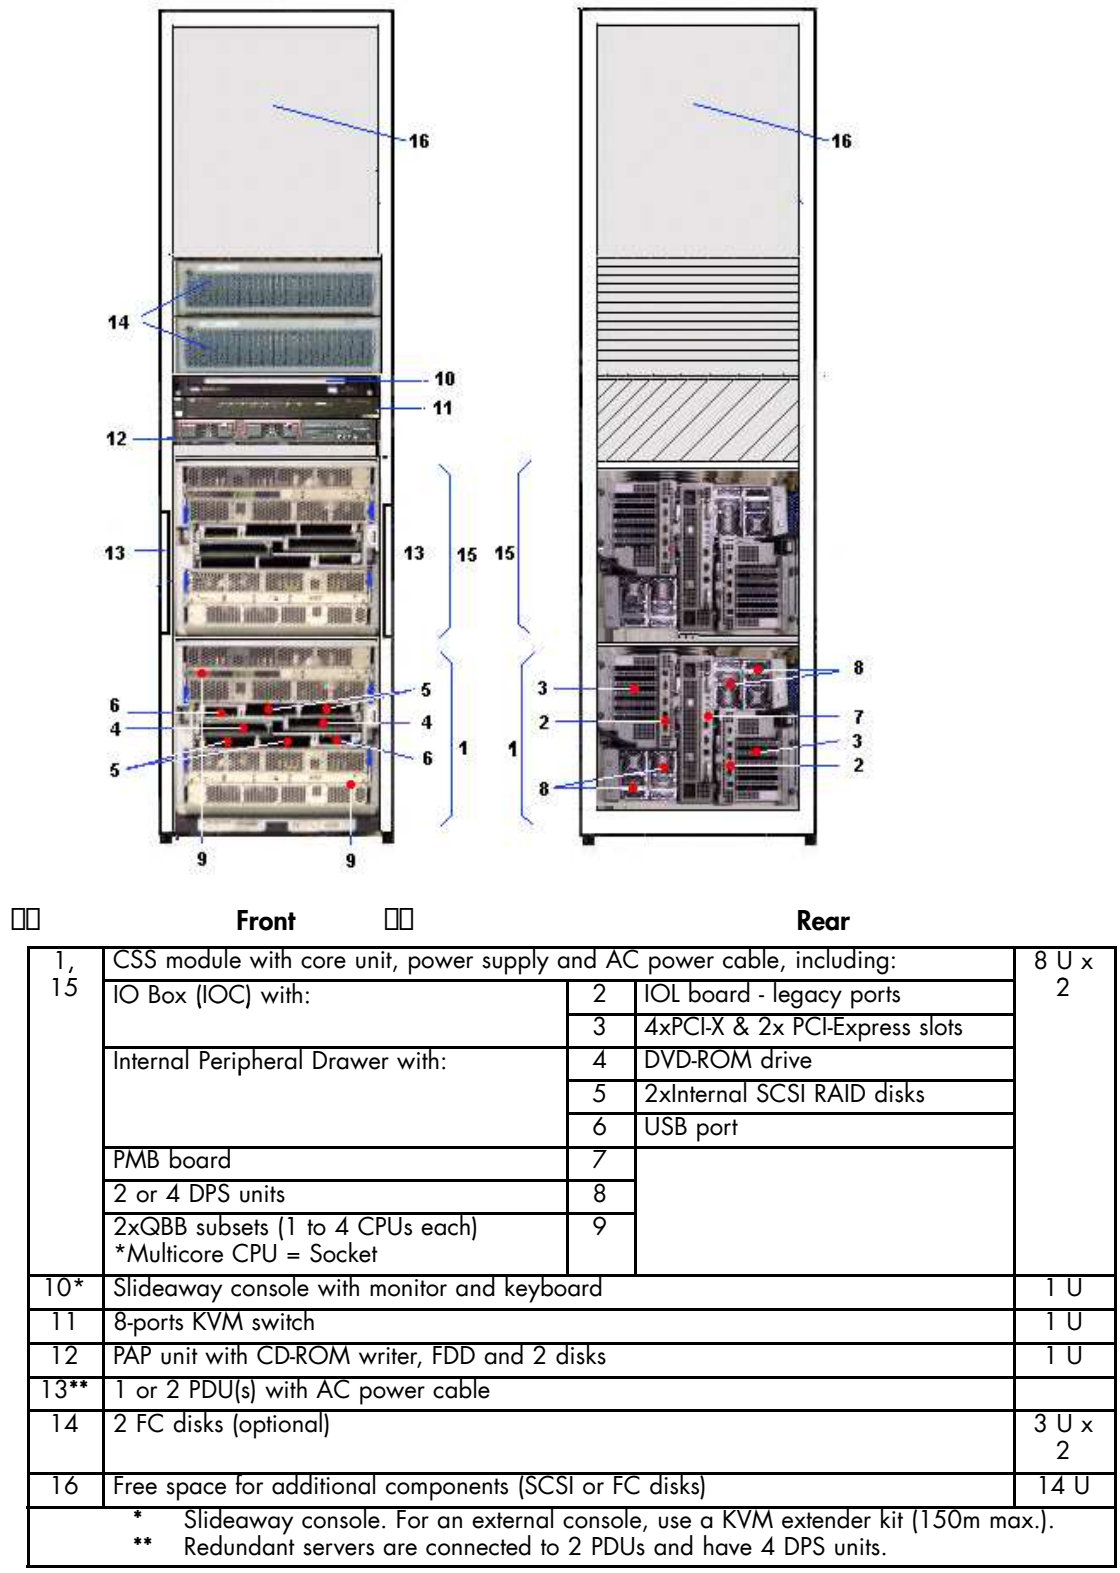 16
16
14
10
11
12
13
13
15
15
6
5
4
4
5
6
1
1
9
9
3
2
8
8
7
3
2
Front
Rear
1,
15
CSS module with core unit, power supply and AC power cable, including:
8 U x
2
IO Box (IOC) with:
2
IOL board - legacy ports
3
4xPCI-X & 2x PCI-Express slots
Internal Peripheral Drawer with:
4
DVD-ROM drive
5
2xInternal SCSI RAID disks
6
USB port
PMB board
7
2 or 4 DPS units
8
2xQBB subsets (1 to 4 CPUs each)
*Multicore CPU = Socket
9
10*
Slideaway console with monitor and keyboard
1 U
11
8-ports KVM switch
1 U
12
PAP unit with CD-ROM writer, FDD and 2 disks
1 U
13**
1 or 2 PDU(s) with AC power cable
14
2 FC disks (optional)
3 U x
2
16
Free space for additional components (SCSI or FC disks)
14 U
* Slideaway console. For an external console, use a KVM extender kit (150m max.).
** Redundant servers are connected to 2 PDUs and have 4 DPS units.